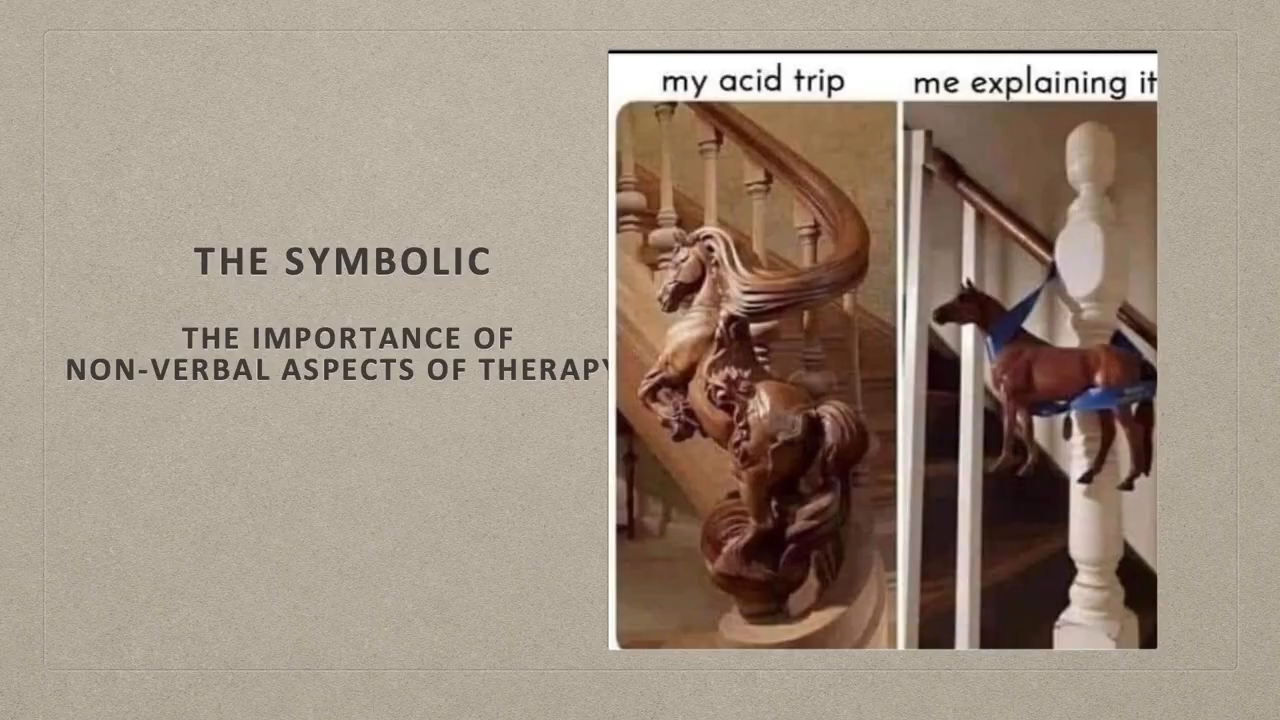 THE SYMBOLIC
THE IMPORTANCE OF
NON-VERBAL ASPECTS OF THERAPY
my acid trip
me explaining it